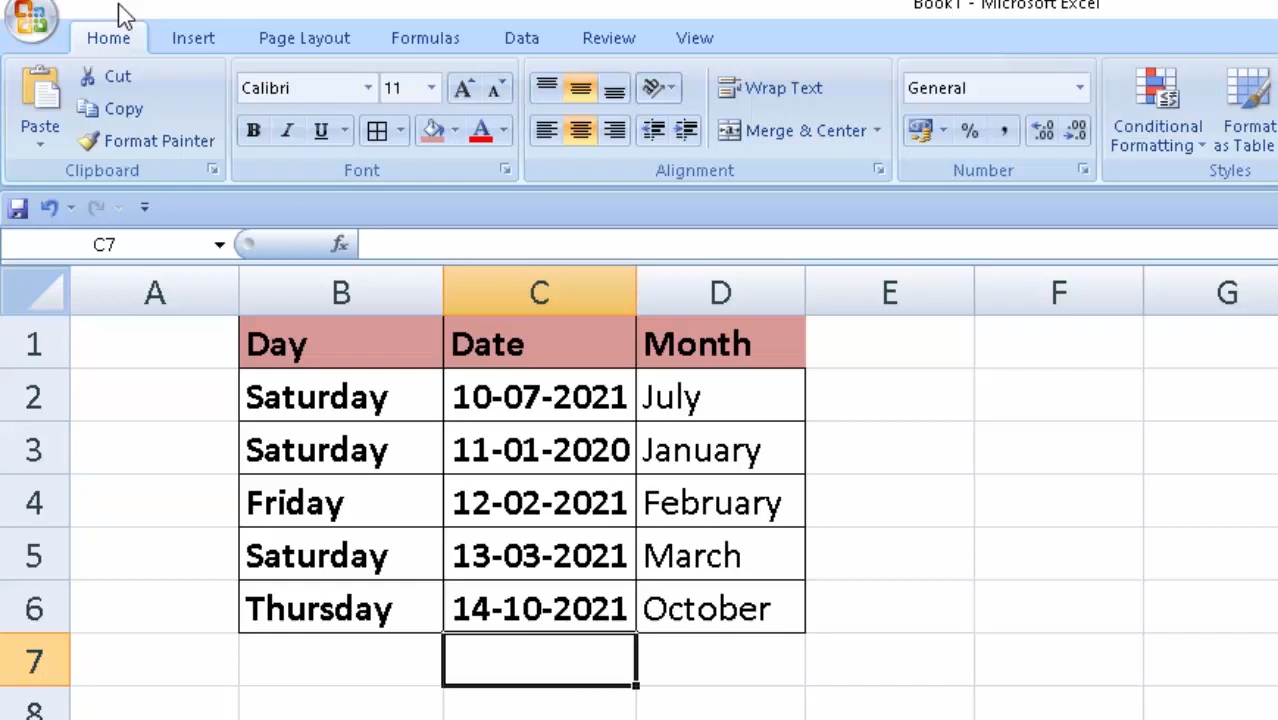 Book1 - Microsoft Excel
Home Insert Page Layout Formulas Data Review View
Paste
Cut
Copy
Format Painter
Clipboard
Calibri 11
B I U A
Font
Wrap Text
Merge & Center
Alignment
General
% , .00 .00
Number
Conditional Formatting
Format as Table
Styles
C7 fx
A B C D E F G
1 Day Date Month
2 Saturday 10-07-2021 July
3 Saturday 11-01-2020 January
4 Friday 12-02-2021 February
5 Saturday 13-03-2021 March
6 Thursday 14-10-2021 October
7
8